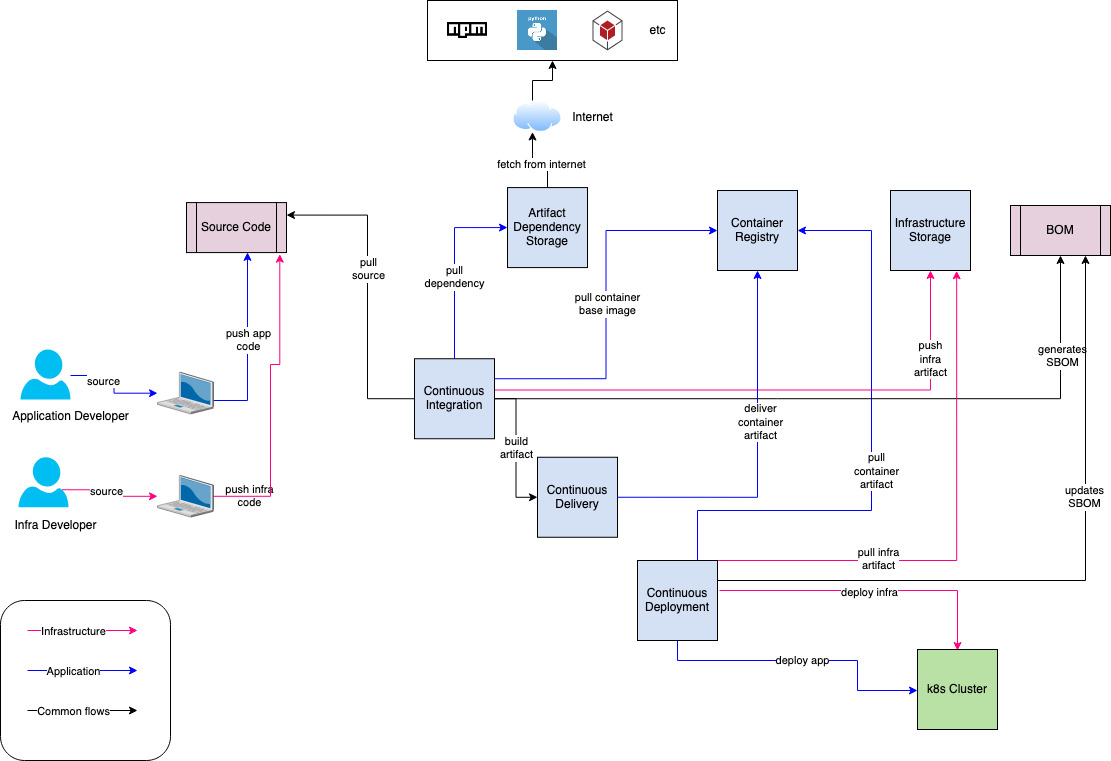 npm
python
etc
Internet
fetch from internet
Source Code
Artifact
Dependency
Storage
Container
Registry
Infrastructure
Storage
BOM
pull
source
pull
dependency
pull container
base image
push app
code
push
infra
artifact
generates
SBOM
source
Application Developer
Continuous
Integration
deliver
container
artifact
build
artifact
pull
container
artifact
source
push infra
code
Infra Developer
Continuous
Delivery
updates
SBOM
pull infra
artifact
Continuous
Deployment
deploy infra
deploy app
k8s Cluster
Infrastructure
Application
Common flows